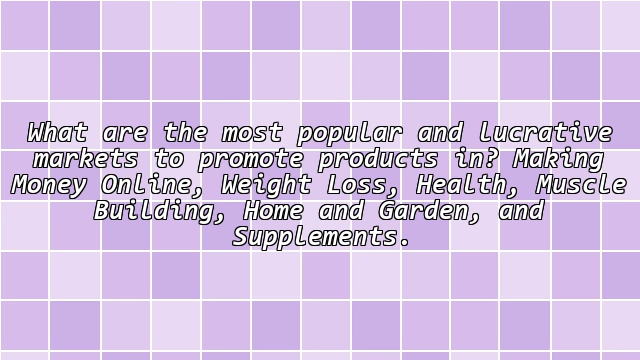 What are the most popular and lucrative
markets to promote products in? Making
Money Online, Weight Loss, Health, Muscle
Building, Home and Garden, and
Supplements.